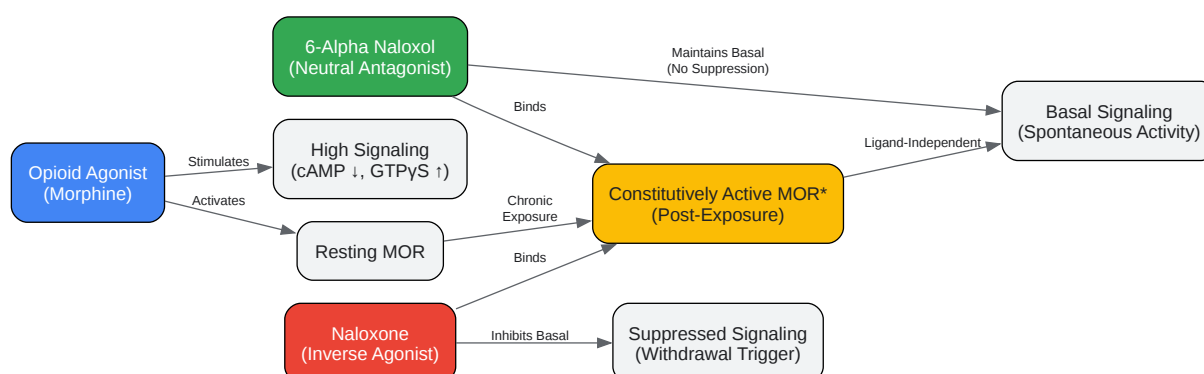 6-Alpha Naloxol
(Neutral Antagonist)
Maintains Basal
(No Suppression)
Basal Signaling
(Spontaneous Activity)
Binds
Ligand-Independent
High Signaling
(cAMP ↓, GTPγS ↑)
Stimulates
Opioid Agonist
(Morphine)
Activates
Constitutively Active MOR*
(Post-Exposure)
Chronic
Exposure
Resting MOR
Binds
Naloxone
(Inverse Agonist)
Inhibits Basal
Suppressed Signaling
(Withdrawal Trigger)